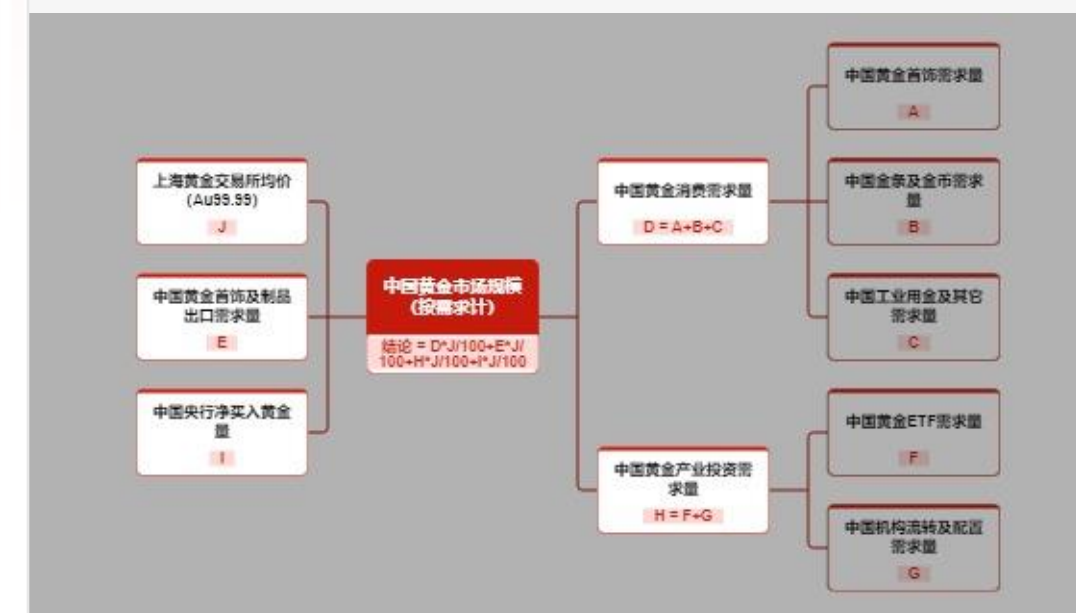 上海黄金交易所均价
(Au99.99)
J
中国黄金首饰及制品
出口需求量
E
中国央行净买入黄金
量
I
中国黄金市场规模
(按需求计)
结论 = D*J/100+E*J/
100+H*J/100+I*J/100
中国黄金消费需求量
D = A+B+C
中国黄金产业投资需
求量
H = F+G
中国黄金首饰需求量
A
中国金条及金币需求
量
B
中国工业用金及其它
需求量
C
中国黄金ETF需求量
F
中国机构流转及配置
需求量
G